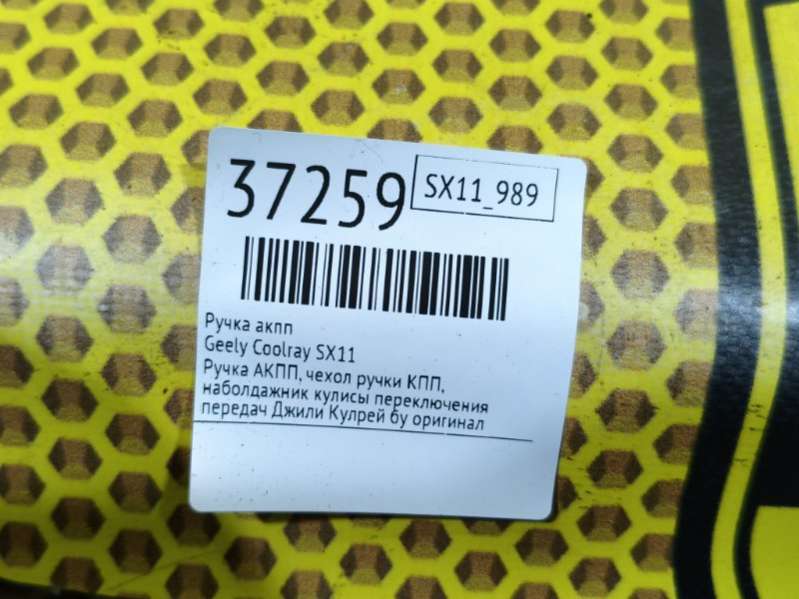 37259
SX11_989
Ручка акпп
Geely Coolray SX11
Ручка АКПП, чехол ручки КПП,
наболдажник кулисы переключения
передач Джили Кулрей бу оригинал